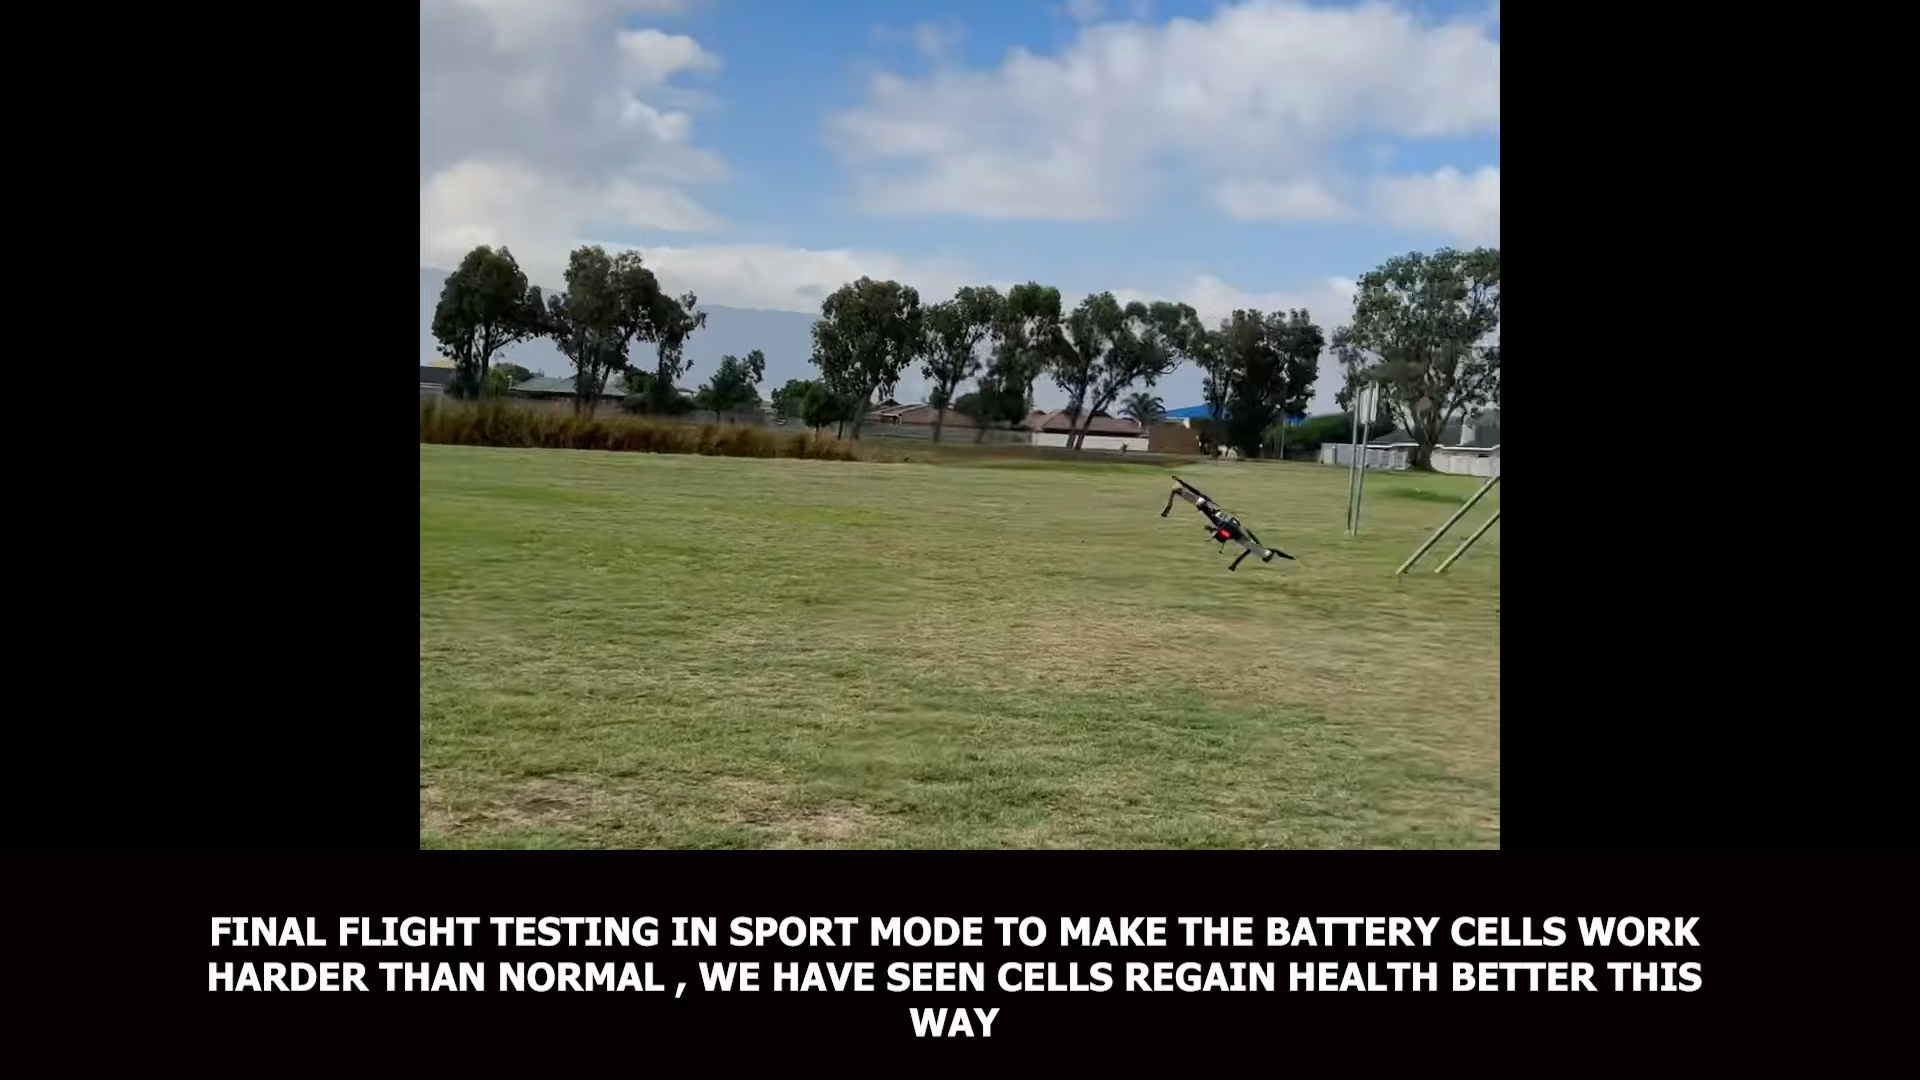 FINAL FLIGHT TESTING IN SPORT MODE TO MAKE THE BATTERY CELLS WORK
HARDER THAN NORMAL , WE HAVE SEEN CELLS REGAIN HEALTH BETTER THIS
WAY